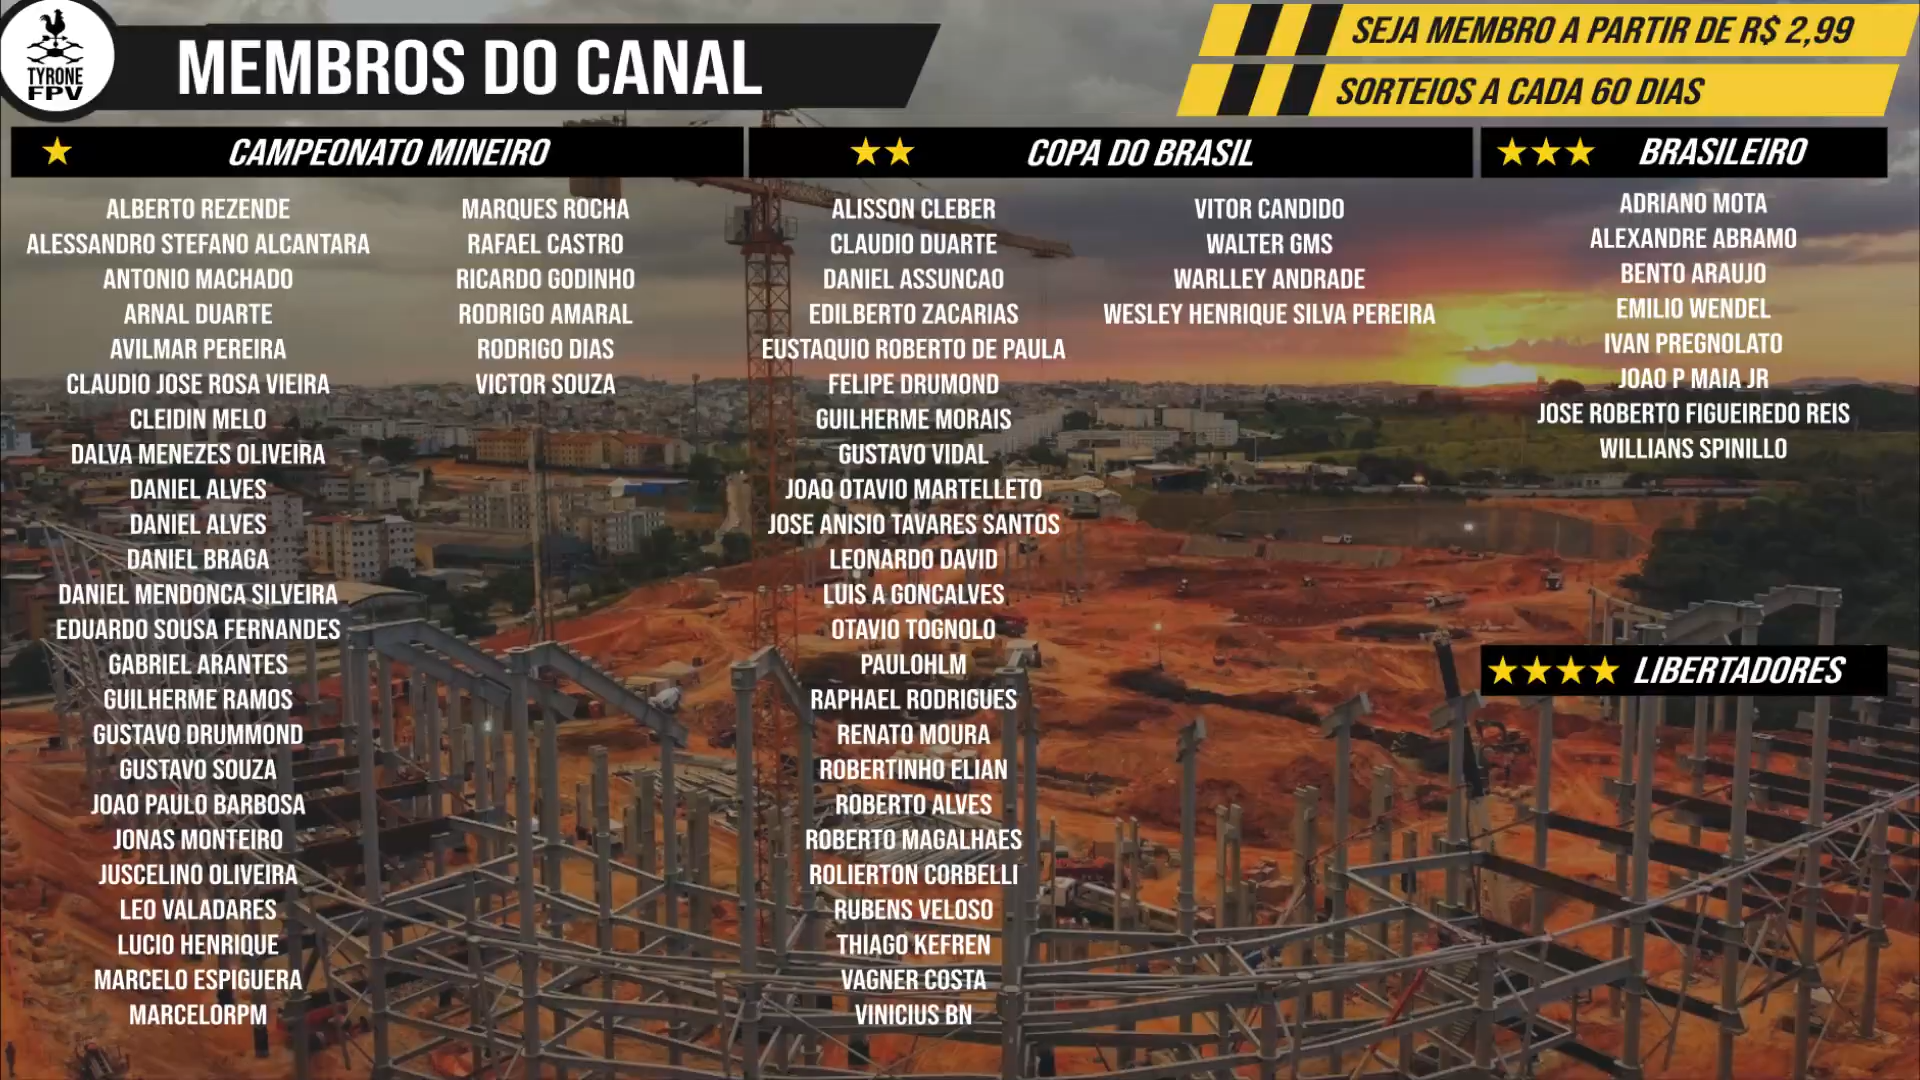 TYRONE
FPV
MEMBROS DO CANAL
SEJA MEMBRO A PARTIR DE R$ 2,99
SORTEIOS A CADA 60 DIAS
CAMPEONATO MINEIRO
ALBERTO REZENDE
ALESSANDRO STEFANO ALCANTARA
ANTONIO MACHADO
ARNAL DUARTE
AVILMAR PEREIRA
CLAUDIO JOSE ROSA VIEIRA
CLEIDIN MELO
DALVA MENEZES OLIVEIRA
DANIEL ALVES
DANIEL ALVES
DANIEL BRAGA
DANIEL MENDONCA SILVEIRA
EDUARDO SOUSA FERNANDES
GABRIEL ARANTES
GUILHERME RAMOS
GUSTAVO DRUMMOND
GUSTAVO SOUZA
JOAO PAULO BARBOSA
JONAS MONTEIRO
JUSCELINO OLIVEIRA
LEO VALADARES
LUCIO HENRIQUE
MARCELO ESPIGUERA
MARCELORPM
MARQUES ROCHA
RAFAEL CASTRO
RICARDO GODINHO
RODRIGO AMARAL
RODRIGO DIAS
VICTOR SOUZA
COPA DO BRASIL
ALISSON CLEBER
CLAUDIO DUARTE
DANIEL ASSUNCAO
EDILBERTO ZACARIAS
EUSTAQUIO ROBERTO DE PAULA
FELIPE DRUMOND
GUILHERME MORAIS
GUSTAVO VIDAL
JOAO OTAVIO MARTELLETO
JOSE ANISIO TAVARES SANTOS
LEONARDO DAVID
LUIS A GONCALVES
OTAVIO TOGNOLO
PAULOHLM
RAPHAEL RODRIGUES
RENATO MOURA
ROBERTINHO ELIAN
ROBERTO ALVES
ROBERTO MAGALHAES
ROLIERTON CORBELLI
RUBENS VELOSO
THIAGO KEFREN
VAGNER COSTA
VINICIUS BN
VITOR CANDIDO
WALTER GMS
WARLLEY ANDRADE
WESLEY HENRIQUE SILVA PEREIRA
BRASILEIRO
ADRIANO MOTA
ALEXANDRE ABRAMO
BENTO ARAUJO
EMILIO WENDEL
IVAN PREGNOLATO
JOAO P MAIA JR
JOSE ROBERTO FIGUEIREDO REIS
WILLIANS SPINILLO
LIBERTADORES